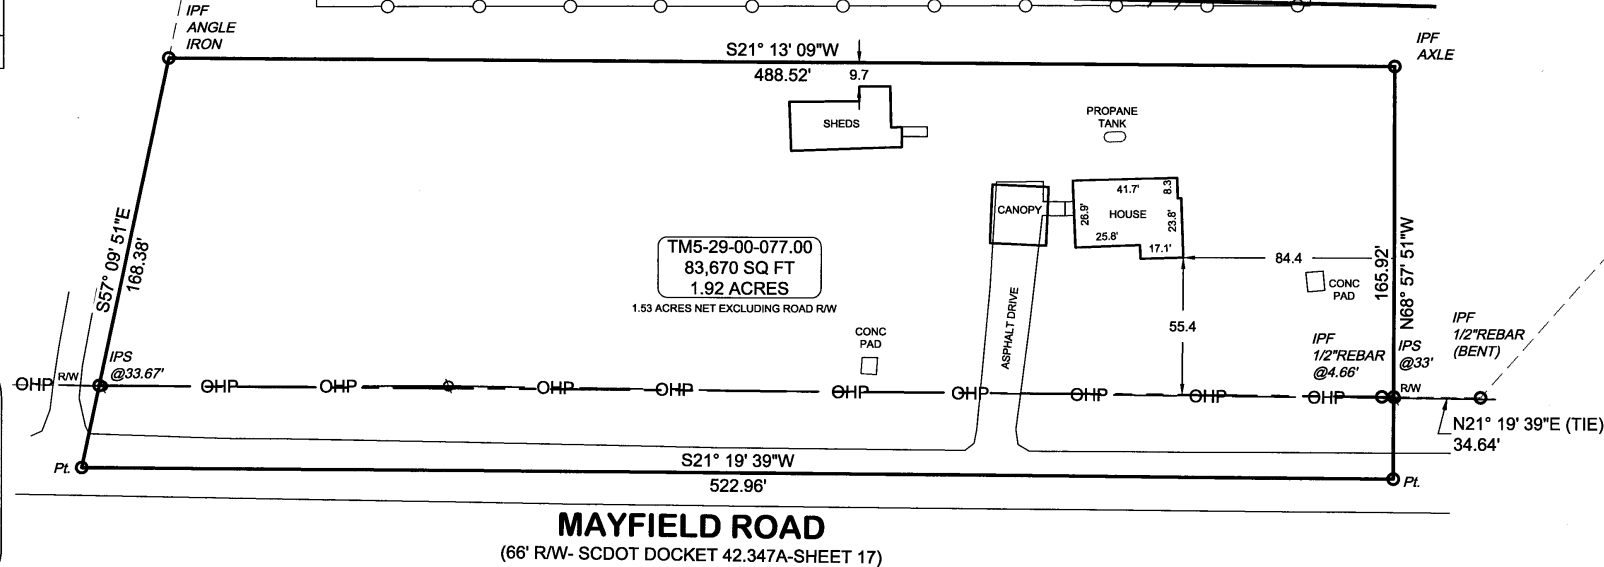 IPF
ANGLE
IRON
S21° 13' 09"W
488.52'
9.7
IPF
AXLE
SHEDS
PROPANE
TANK
CANOPY
41.7'
8.3
26.9'
HOUSE
23.8'
25.8'
17.1'
S57° 09' 51"E
168.38'
TM5-29-00-077.00
83,670 SQ FT
1.92 ACRES
1.53 ACRES NET EXCLUDING ROAD R/W
84.4
CONC
PAD
165.92'
N68° 57' 51"W
55.4
ASPHALT DRIVE
CONC
PAD
IPF
1/2"REBAR
@4.66'
IPS
@33'
IPF
1/2"REBAR
(BENT)
IPS
@33.67'
OHP
R/W
OHP
OHP
OHP
OHP
OHP
OHP
OHP
OHP
OHP
R/W
N21° 19' 39"E (TIE)
34.64'
Pt.
S21° 19' 39"W
522.96'
Pt.
MAYFIELD ROAD
(66' R/W- SCDOT DOCKET 42.347A-SHEET 17)